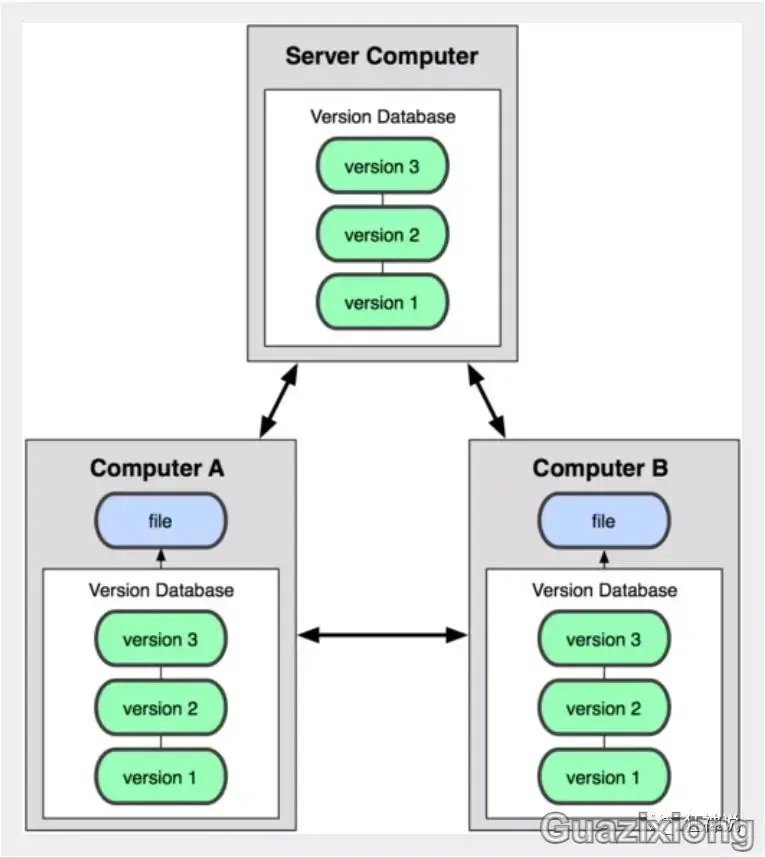 Server Computer
Version Database
version 3
version 2
version 1
Computer A
file
Version Database
version 3
version 2
version 1
Computer B
file
Version Database
version 3
version 2
version 1
Guazixiong